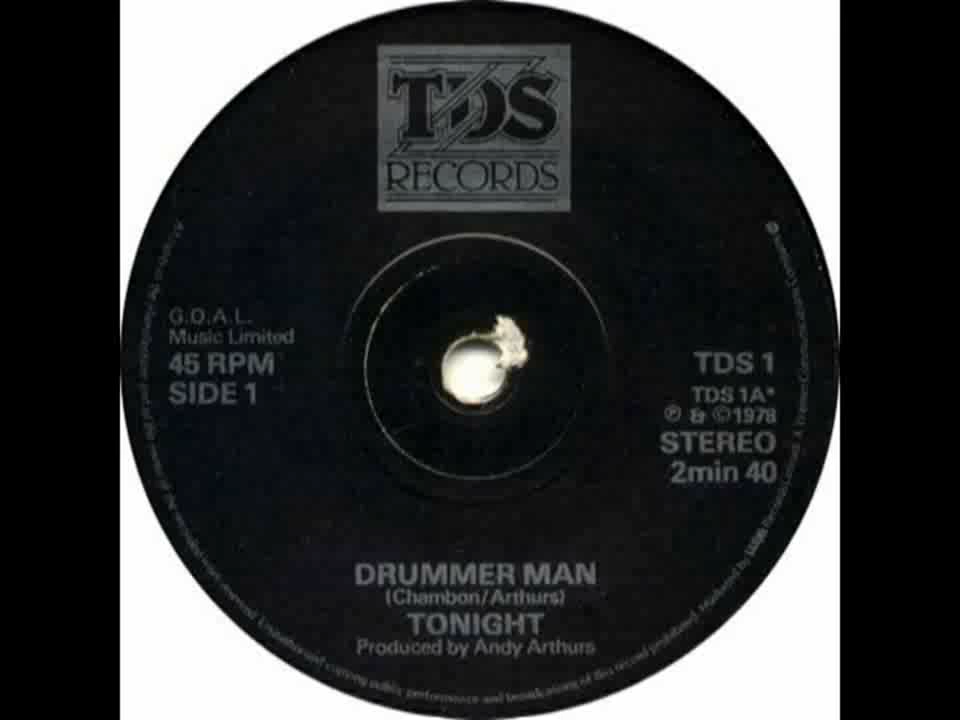 TDS
RECORDS
G.O.A.L.
Music Limited
45 RPM
SIDE 1
TDS 1
TDS 1A*
℗ & ©1978
STEREO
2min 40
DRUMMER MAN
(Chambon/Arthurs)
TONIGHT
Produced by Andy Arthurs